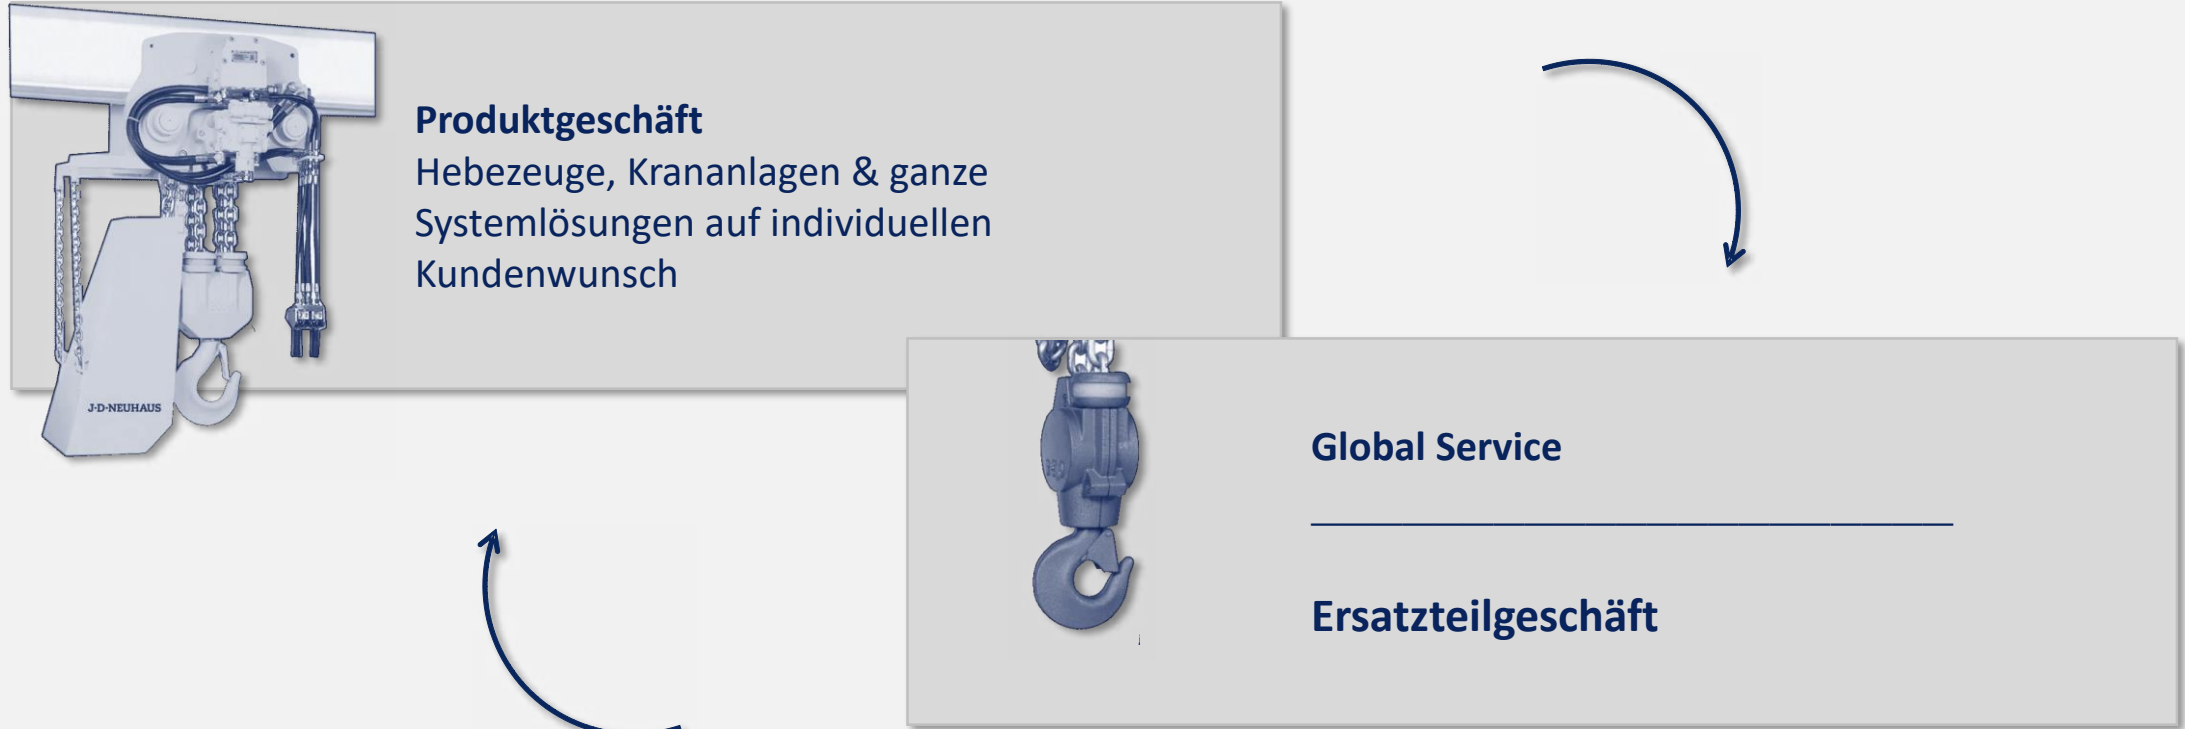 Produktgeschäft
Hebezeuge, Krananlagen & ganze
Systemlösungen auf individuellen
Kundenwunsch
J·D·NEUHAUS
Global Service
Ersatzteilgeschäft